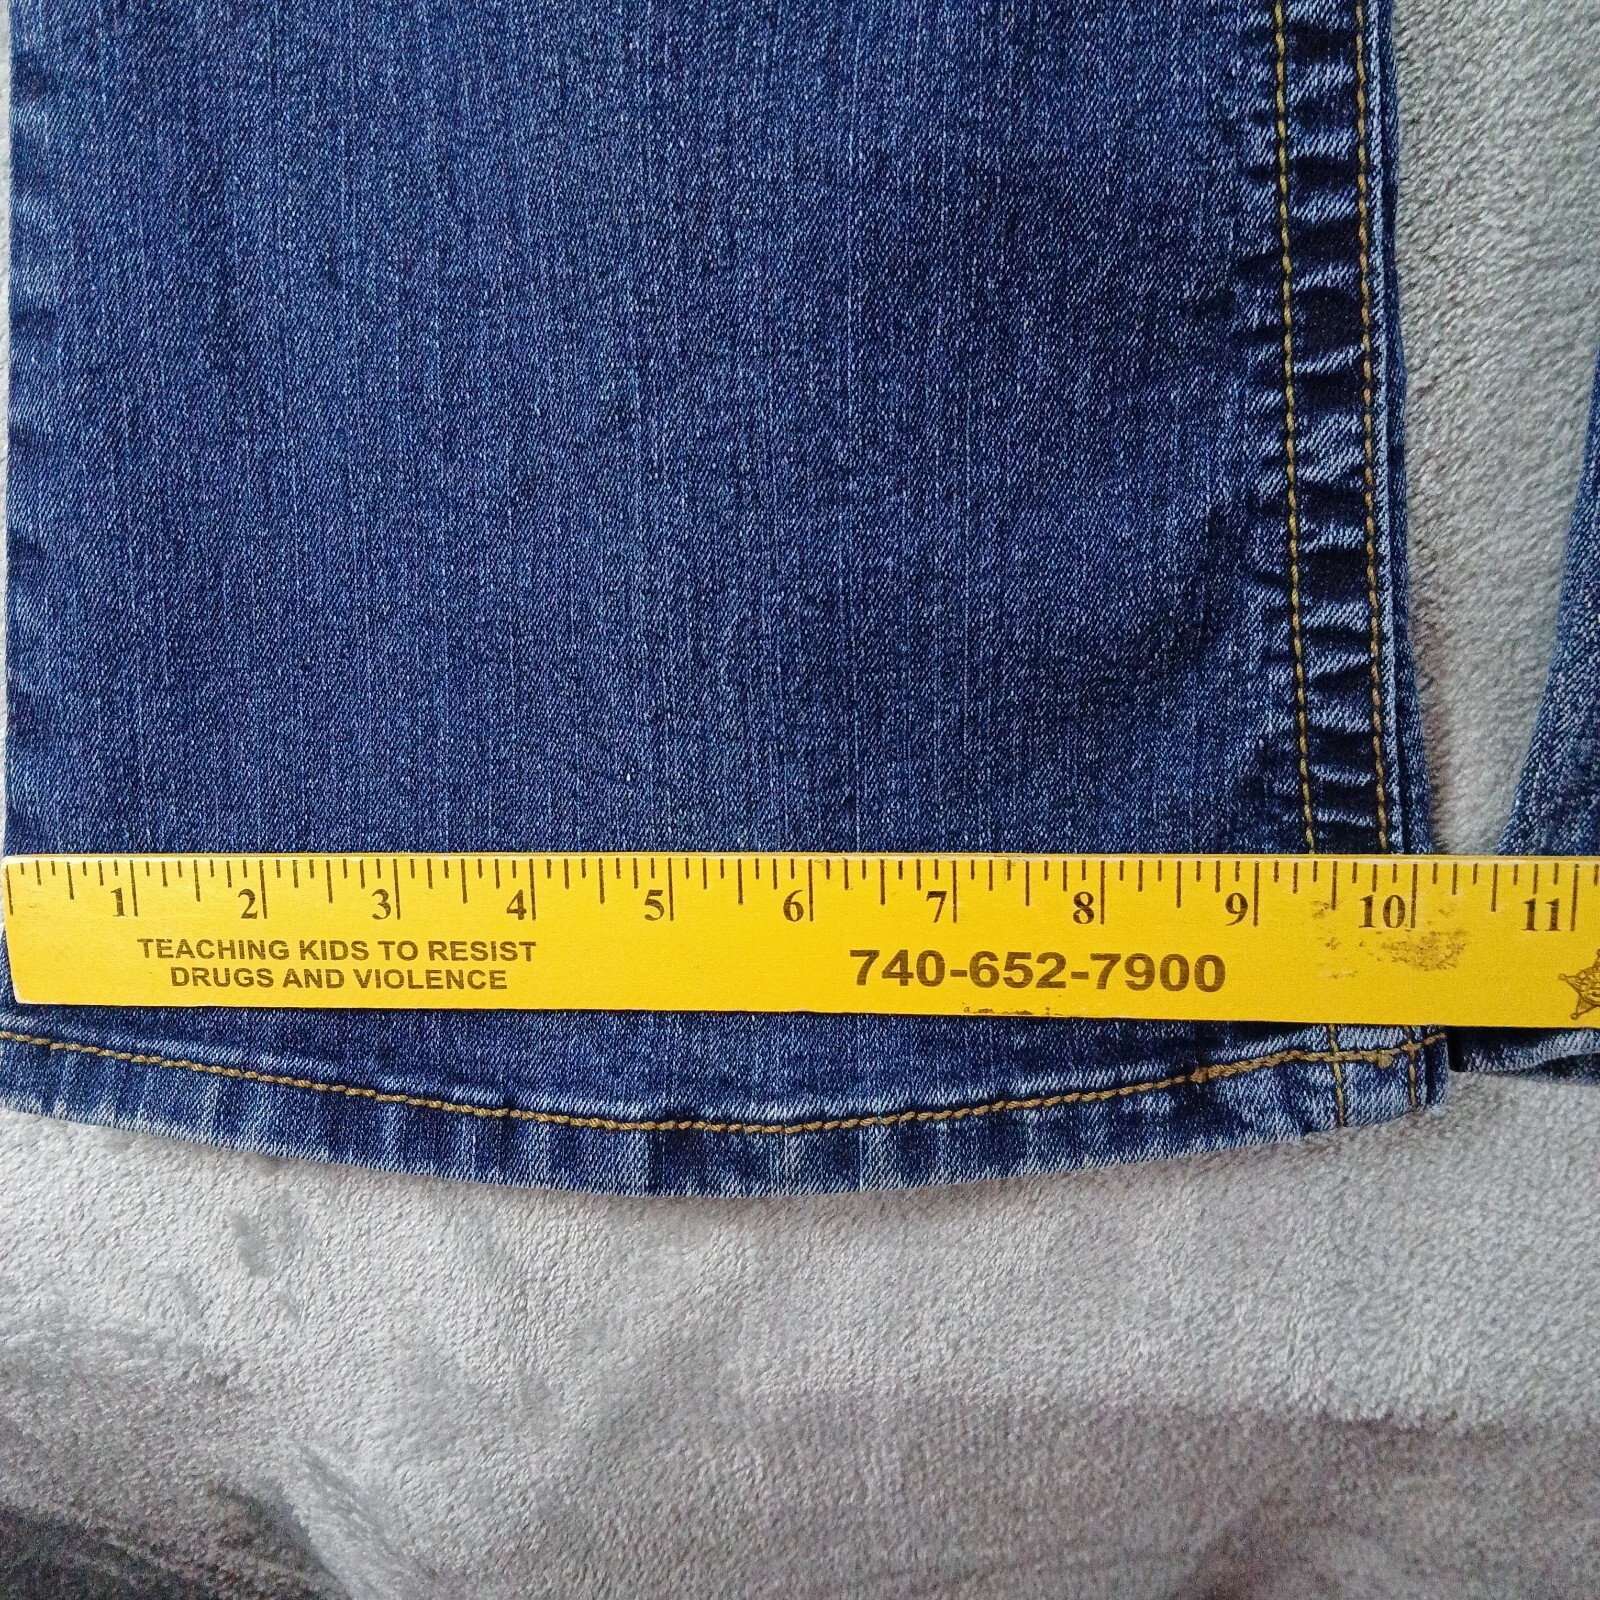 1 2 3 4 5 6 7 8 9 10 11
TEACHING KIDS TO RESIST
DRUGS AND VIOLENCE
740-652-7900